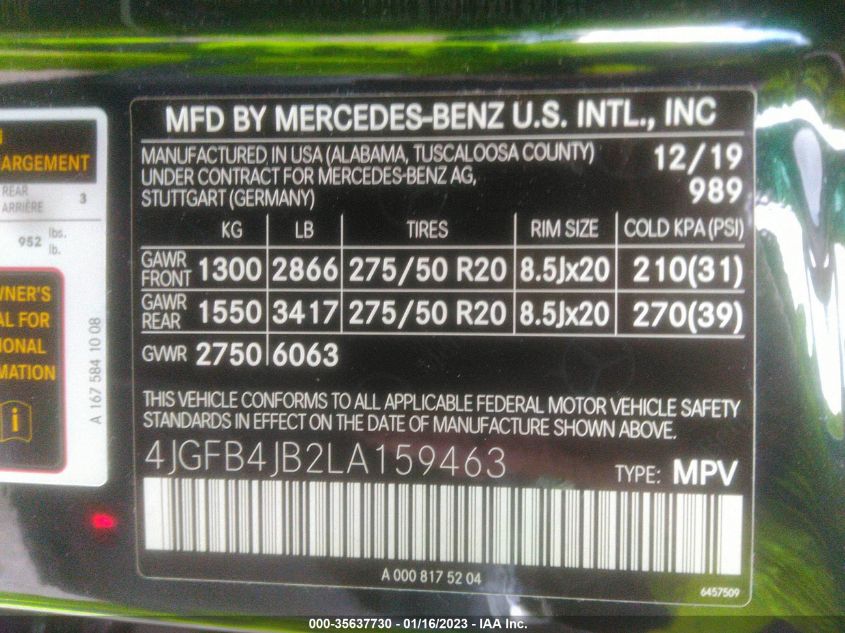 ARGEMENT
REAR
ARRIÈRE 3
952 lbs.
lb.
WNER'S
AL FOR
IONAL
MATION
i
A 167 584 10 08
MFD BY MERCEDES-BENZ U.S. INTL., INC
MANUFACTURED IN USA (ALABAMA, TUSCALOOSA COUNTY) 12/19
UNDER CONTRACT FOR MERCEDES-BENZ AG, 989
STUTTGART (GERMANY)
KG LB TIRES RIM SIZE COLD KPA (PSI)
GAWR FRONT 1300 2866 275/50 R20 8.5Jx20 210(31)
GAWR REAR 1550 3417 275/50 R20 8.5Jx20 270(39)
GVWR 2750 6063
THIS VEHICLE CONFORMS TO ALL APPLICABLE FEDERAL MOTOR VEHICLE SAFETY
STANDARDS IN EFFECT ON THE DATE OF MANUFACTURE SHOWN ABOVE.
4JGFB4JB2LA159463 TYPE: MPV
A 000 817 52 04
6457509
000-35637730 - 01/16/2023 - IAA Inc.